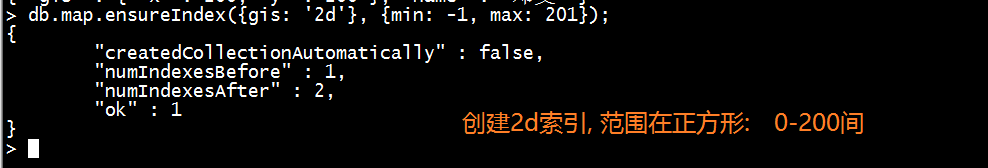 > db.map.ensureIndex({gis: '2d'}, {min: -1, max: 201});
{
        "createdCollectionAutomatically" : false,
        "numIndexesBefore" : 1,
        "numIndexesAfter" : 2,
        "ok" : 1
创建2d索引, 范围在正方形: 0-200间
}
>